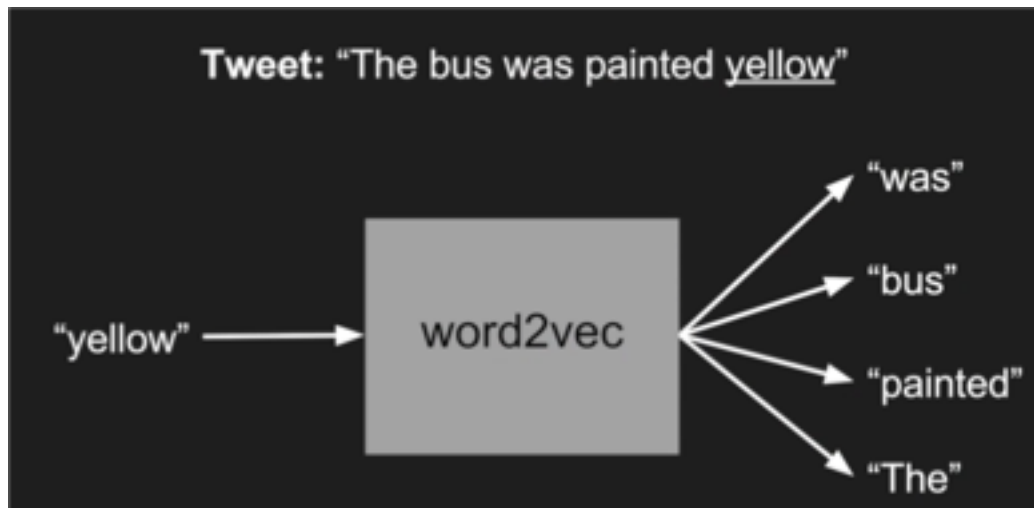 Tweet: “The bus was painted yellow”
“was”
“bus”
“yellow”
word2vec
“painted”
“The”